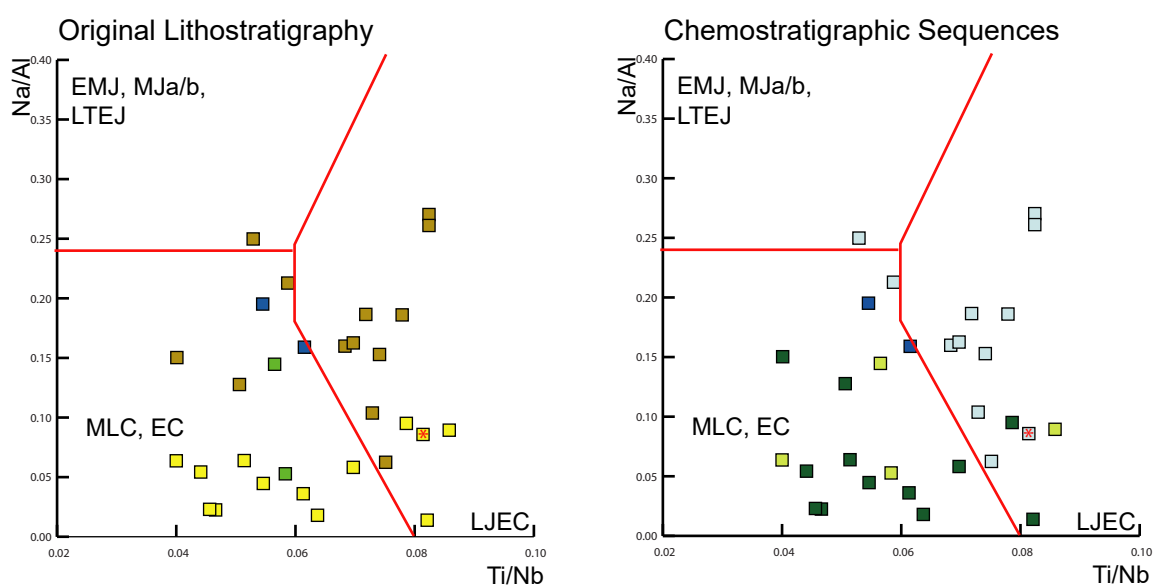 Original Lithostratigraphy
Na/Al
0.40
0.35
0.30
0.25
0.20
0.15
0.10
0.05
0.00
EMJ, MJa/b,
LTEJ
MLC, EC
LJEC
0.02 0.04 0.06 0.08 0.10
Ti/Nb
Chemostratigraphic Sequences
Na/Al
0.40
0.35
0.30
0.25
0.20
0.15
0.10
0.05
0.00
EMJ, MJa/b,
LTEJ
MLC, EC
LJEC
0.02 0.04 0.06 0.08 0.10
Ti/Nb